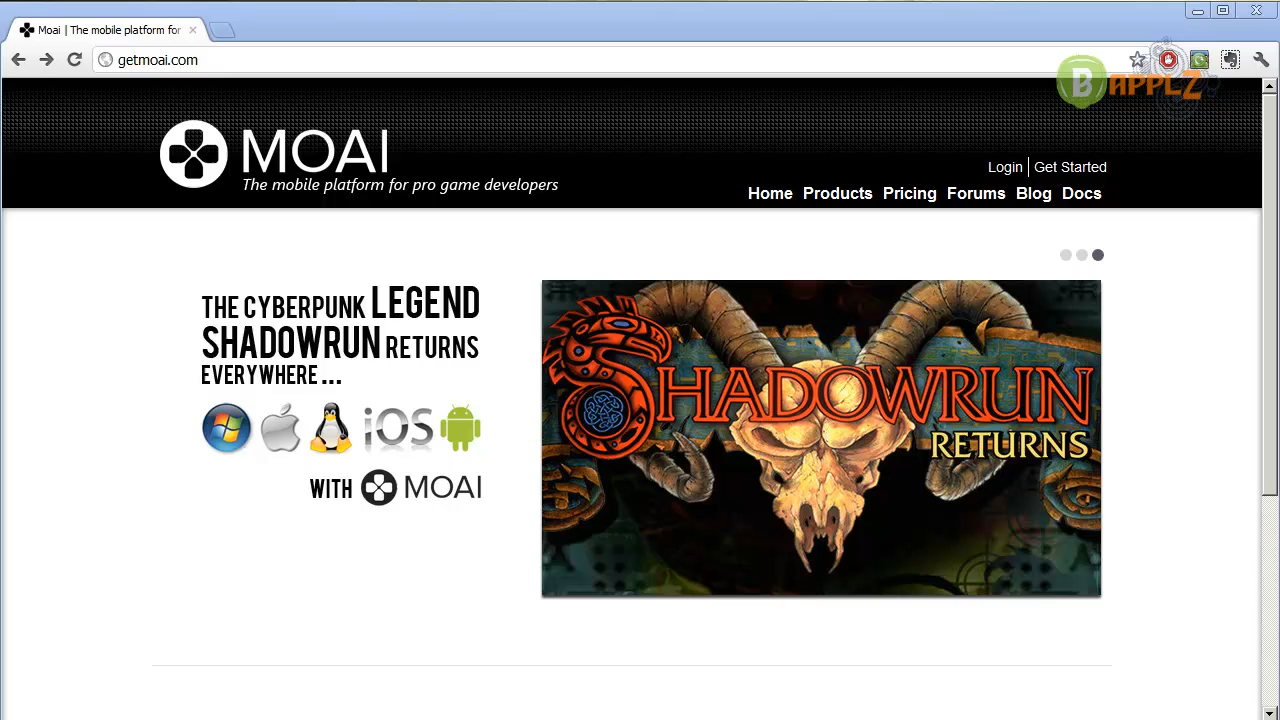 Moai | The mobile platform for
getmoai.com
B APPLZ
MOAI
The mobile platform for pro game developers
Login | Get Started
Home Products Pricing Forums Blog Docs
THE CYBERPUNK LEGEND
SHADOWRUN RETURNS
EVERYWHERE ...
iOS
WITH MOAI
SHADOWRUN
RETURNS